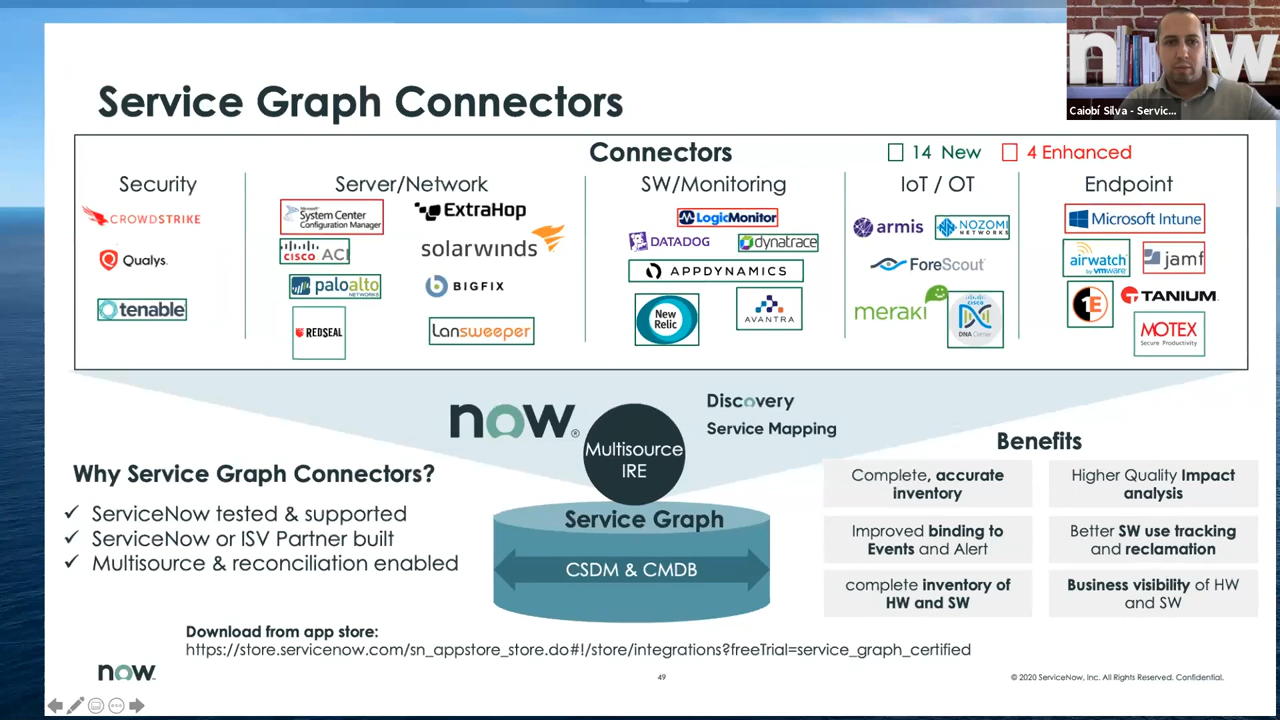 now
Caiobí Silva - Servic...
Service Graph Connectors
Connectors
14 New
4 Enhanced
Security
Server/Network
SW/Monitoring
IoT / OT
Endpoint
CROWDSTRIKE
Qualys.
tenable
Microsoft
System Center
Configuration Manager
CISCO ACI
paloalto
NETWORKS
REDSEAL
ExtraHop
solarwinds
BIGFIX
Lansweeper
LogicMonitor
DATADOG
dynatrace
APPDYNAMICS
New
Relic
AVANTRA
armis
NOZOMI
NETWORKS
ForeScout
meraki
CISCO
DNA Center
Microsoft Intune
airwatch
by vmware
jamf
1E
TANIUM
MOTEX
Secure Productivity
now
Multisource
IRE
Discovery
Service Mapping
Why Service Graph Connectors?
✓ ServiceNow tested & supported
✓ ServiceNow or ISV Partner built
✓ Multisource & reconciliation enabled
Service Graph
CSDM & CMDB
Benefits
Complete, accurate
inventory
Higher Quality Impact
analysis
Improved binding to
Events and Alert
Better SW use tracking
and reclamation
complete inventory of
HW and SW
Business visibility of HW
and SW
Download from app store:
https://store.servicenow.com/sn_appstore_store.do#!/store/integrations?freeTrial=service_graph_certified
now
49
© 2020 ServiceNow, Inc. All Rights Reserved. Confidential.